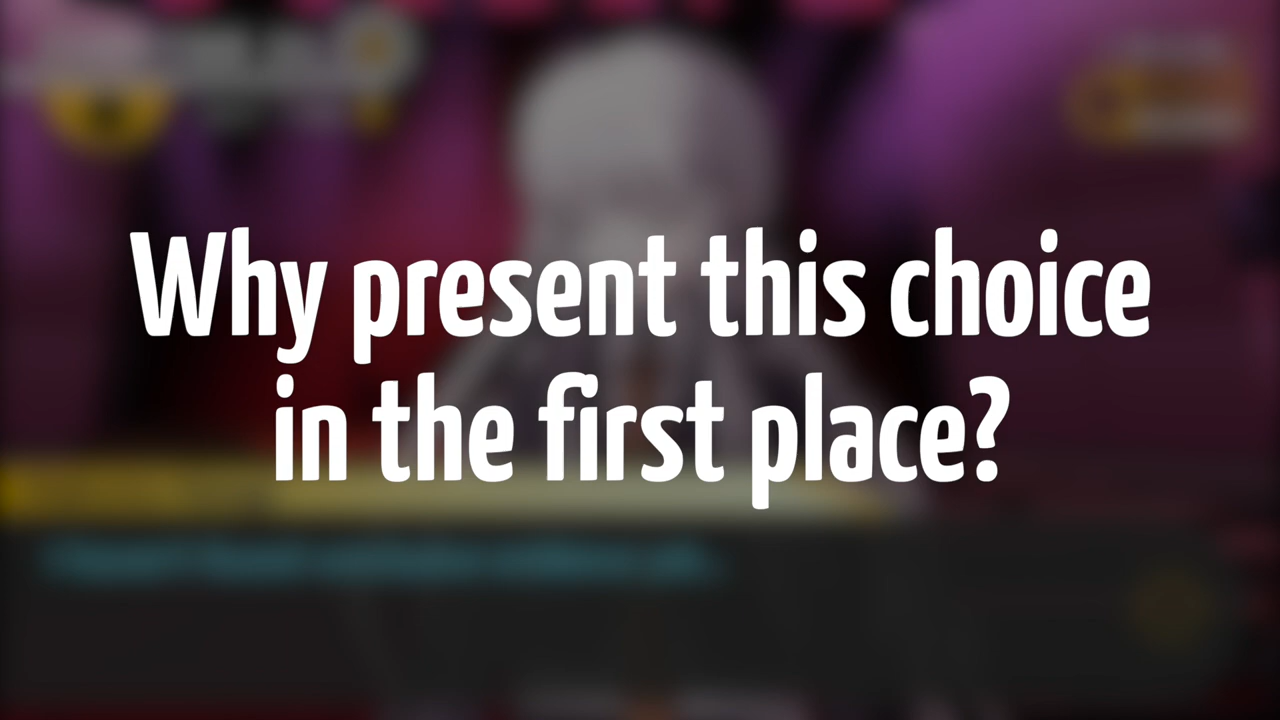 Why present this choice
in the first place?